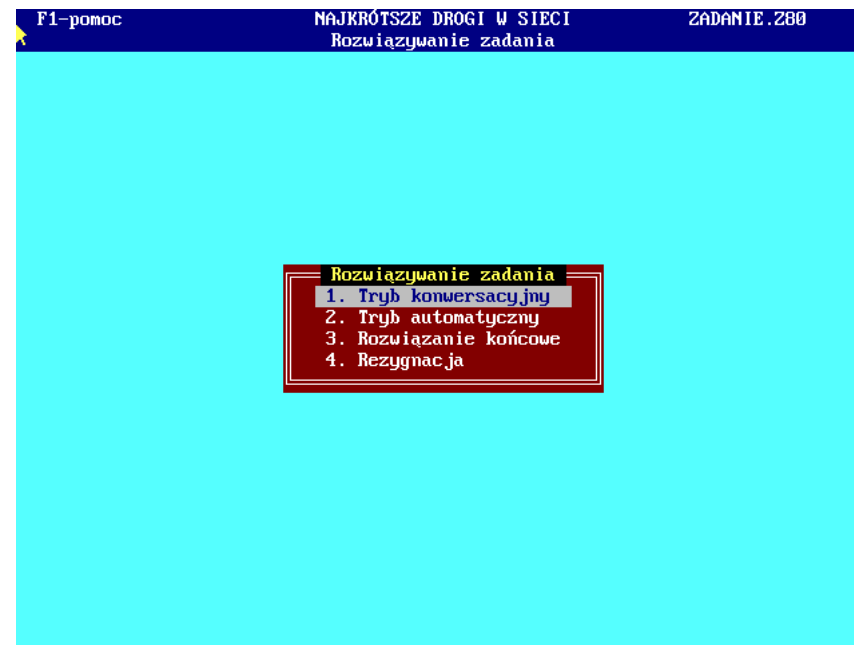 F1-pomoc NAJKRÓTSZE DROGI W SIECI ZADANIE.Z80
Rozwiązywanie zadania
Rozwiązywanie zadania
1. Tryb konwersacyjny
2. Tryb automatyczny
3. Rozwiązanie końcowe
4. Rezygnacja